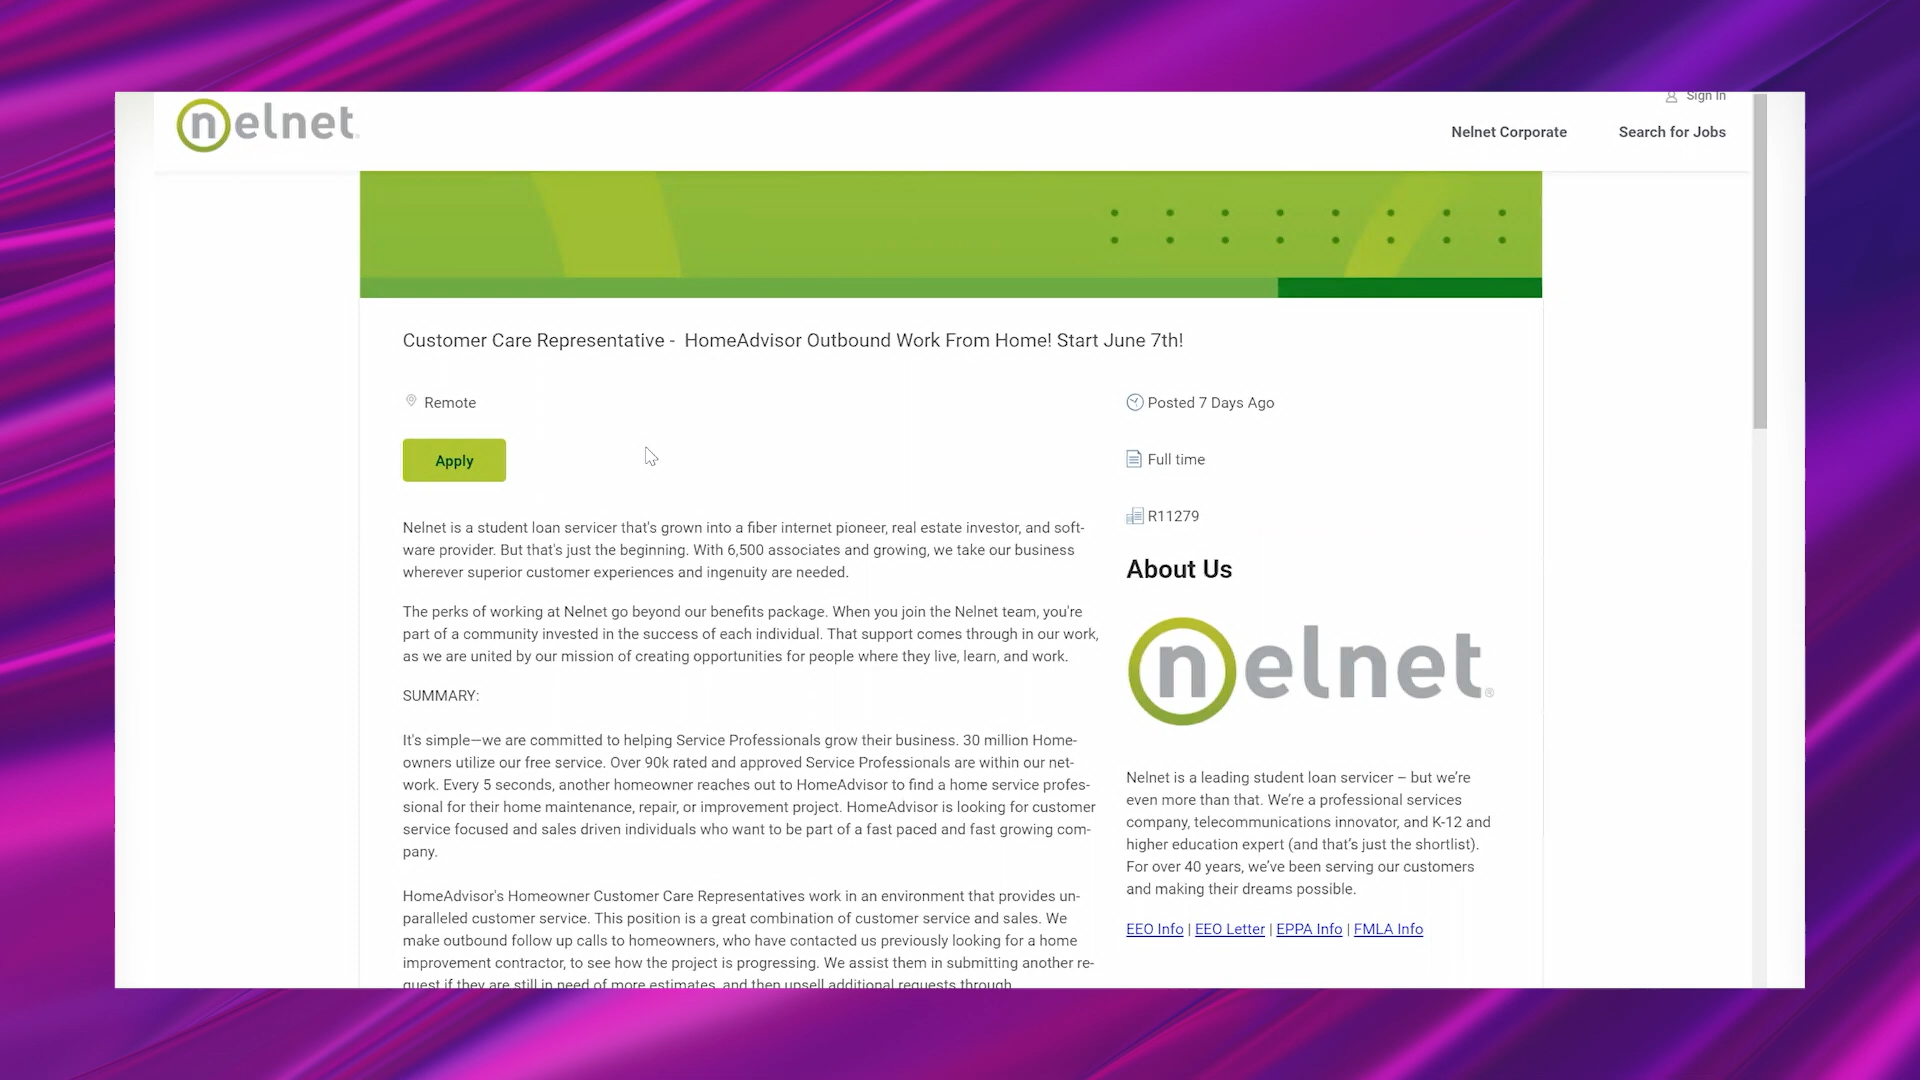 nelnet
Sign In
Nelnet Corporate
Search for Jobs
Customer Care Representative - HomeAdvisor Outbound Work From Home! Start June 7th!
Remote
Apply
Nelnet is a student loan servicer that's grown into a fiber internet pioneer, real estate investor, and soft-
ware provider. But that's just the beginning. With 6,500 associates and growing, we take our business
wherever superior customer experiences and ingenuity are needed.
The perks of working at Nelnet go beyond our benefits package. When you join the Nelnet team, you're
part of a community invested in the success of each individual. That support comes through in our work,
as we are united by our mission of creating opportunities for people where they live, learn, and work.
SUMMARY:
It's simple—we are committed to helping Service Professionals grow their business. 30 million Home-
owners utilize our free service. Over 90k rated and approved Service Professionals are within our net-
work. Every 5 seconds, another homeowner reaches out to HomeAdvisor to find a home service profes-
sional for their home maintenance, repair, or improvement project. HomeAdvisor is looking for customer
service focused and sales driven individuals who want to be part of a fast paced and fast growing com-
pany.
HomeAdvisor's Homeowner Customer Care Representatives work in an environment that provides un-
paralleled customer service. This position is a great combination of customer service and sales. We
make outbound follow up calls to homeowners, who have contacted us previously looking for a home
improvement contractor, to see how the project is progressing. We assist them in submitting another re-
quest if they are still in need of more estimates, and then upsell additional requests through
Posted 7 Days Ago
Full time
R11279
About Us
nelnet®
Nelnet is a leading student loan servicer – but we're
even more than that. We're a professional services
company, telecommunications innovator, and K-12 and
higher education expert (and that's just the shortlist).
For over 40 years, we've been serving our customers
and making their dreams possible.
EEO Info | EEO Letter | EPPA Info | FMLA Info